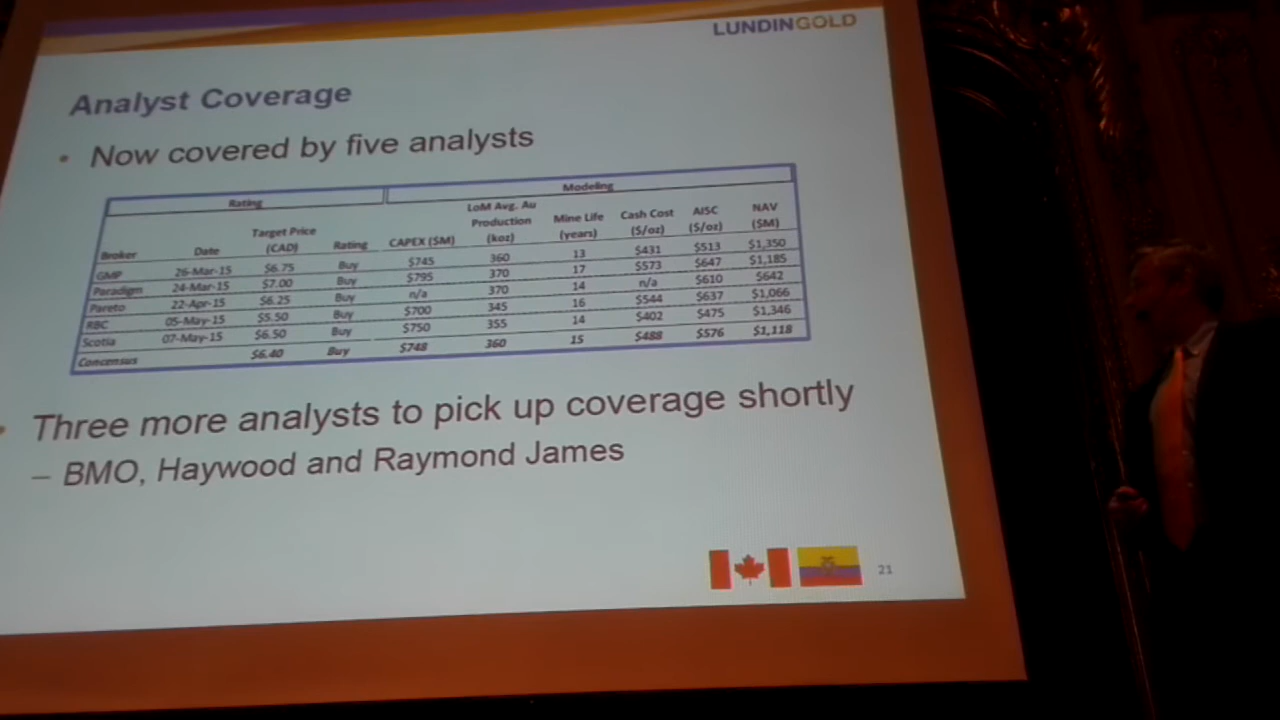 LUNDINGOLD
Analyst Coverage
• Now covered by five analysts
Rating Modeling
Broker Date Target Price (CAD) Rating CAPEX ($M) LoM Avg. Au Production (koz) Mine Life (years) Cash Cost ($/oz) AISC ($/oz) NAV ($M)
GMP 26-Mar-15 $6.75 Buy $745 360 13 $431 $513 $1,350
Paradigm 24-Mar-15 $7.00 Buy $795 370 17 $573 $647 $1,185
Pareto 22-Apr-15 $6.25 Buy n/a 370 14 n/a $610 $642
RBC 05-May-15 $5.50 Buy $700 345 16 $544 $637 $1,066
Scotia 07-May-15 $6.50 Buy $750 355 14 $402 $475 $1,346
Concensus $6.40 Buy $748 360 15 $488 $576 $1,118
• Three more analysts to pick up coverage shortly
– BMO, Haywood and Raymond James
21